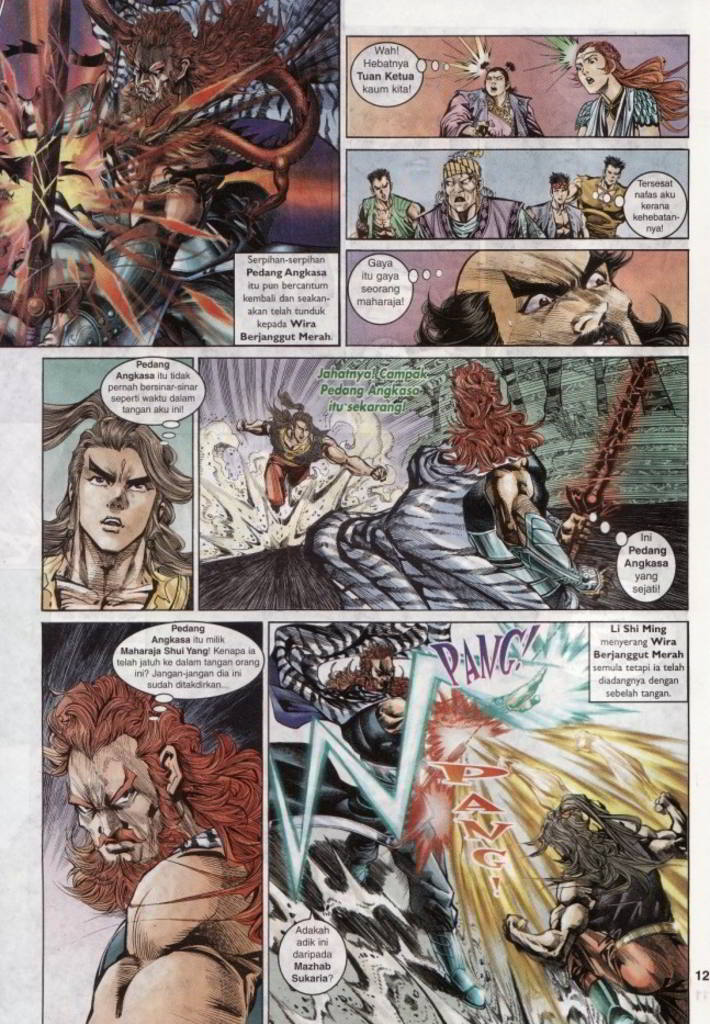 Serpihan-serpihan
Pedang Angkasa
itu pun bercantum
kembali dan seakan-
akan telah tunduk
kepada Wira
Berjanggut Merah.
Wah!
Hebatnya
Tuan Ketua
kaum kita!
Tersesat
nafas aku
kerana
kehebatan-
nya!
Gaya
itu gaya
seorang
maharaja!
Pedang
Angkasa itu tidak
pernah bersinar-sinar
seperti waktu dalam
tangan aku ini!
Jahatnya! Campak
Pedang Angkasa
itu sekarang!
Ini
Pedang
Angkasa
yang
sejati!
Pedang
Angkasa itu milik
Maharaja Shui Yang! Kenapa ia
telah jatuh ke dalam tangan orang
ini? Jangan-jangan dia ini
sudah ditakdirkan...
PANG!
Li Shi Ming
menyerang Wira
Berjanggut Merah
semula tetapi ia telah
diadangnya dengan
sebelah tangan.
PANG!
Adakah
adik ini
daripada
Mazhab
Sukaria?
12